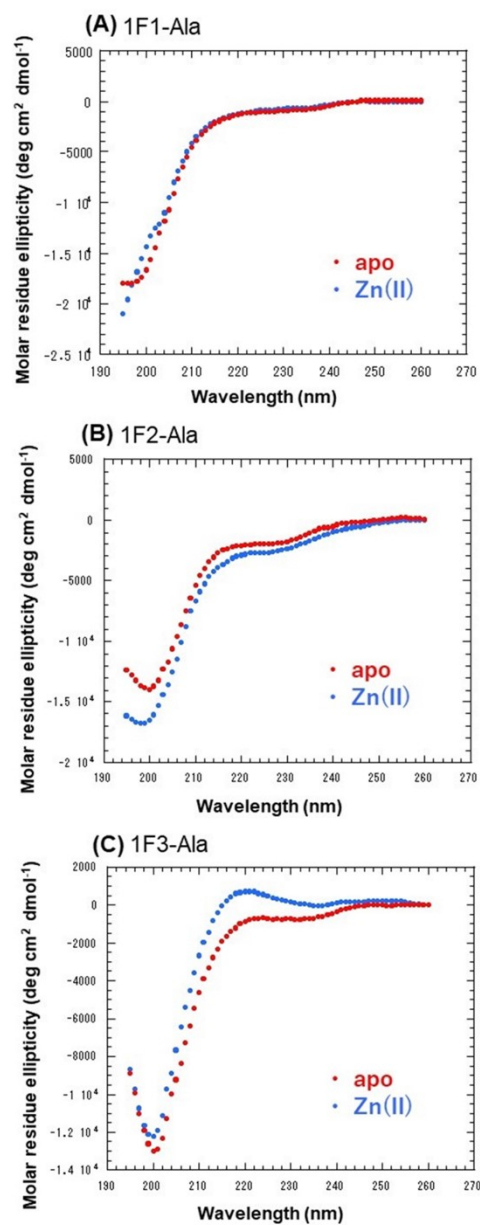 (A) 1F1-Ala
5000
0
-5000
-1 10⁴
-1.5 10⁴
-2 10⁴
-2.5 10⁴
Molar residue ellipticity (deg cm² dmol⁻¹)
apo
Zn(II)
190 200 210 220 230 240 250 260 270
Wavelength (nm)
(B) 1F2-Ala
5000
0
-5000
-1 10⁴
-1.5 10⁴
-2 10⁴
Molar residue ellipticity (deg cm² dmol⁻¹)
apo
Zn(II)
190 200 210 220 230 240 250 260 270
Wavelength (nm)
(C) 1F3-Ala
2000
0
-2000
-4000
-6000
-8000
-1 10⁴
-1.2 10⁴
-1.4 10⁴
Molar residue ellipticity (deg cm² dmol⁻¹)
apo
Zn(II)
190 200 210 220 230 240 250 260 270
Wavelength (nm)